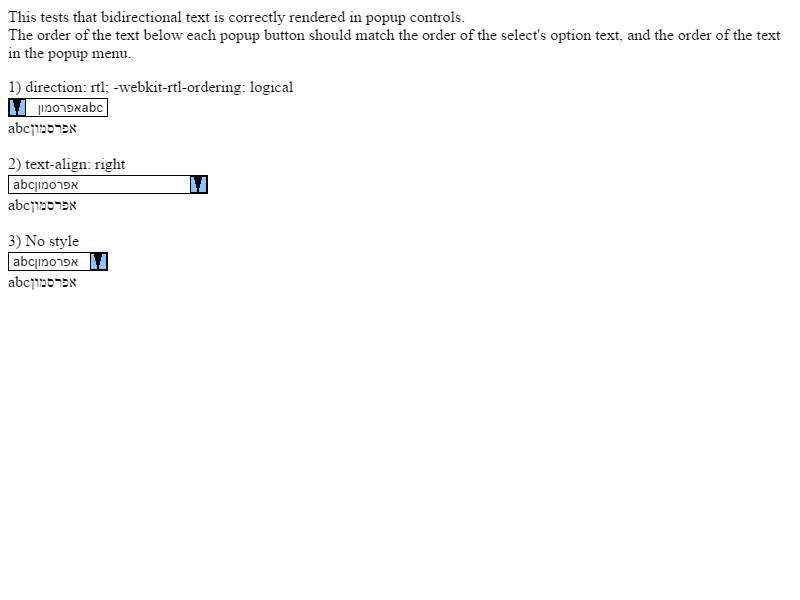 This tests that bidirectional text is correctly rendered in popup controls.
The order of the text below each popup button should match the order of the select's option text, and the order of the text
in the popup menu.
1) direction: rtl; -webkit-rtl-ordering: logical
abcאפרסמון
abcאפרסמון
2) text-align: right
abcאפרסמון
abcאפרסמון
3) No style
abcאפרסמון
abcאפרסמון